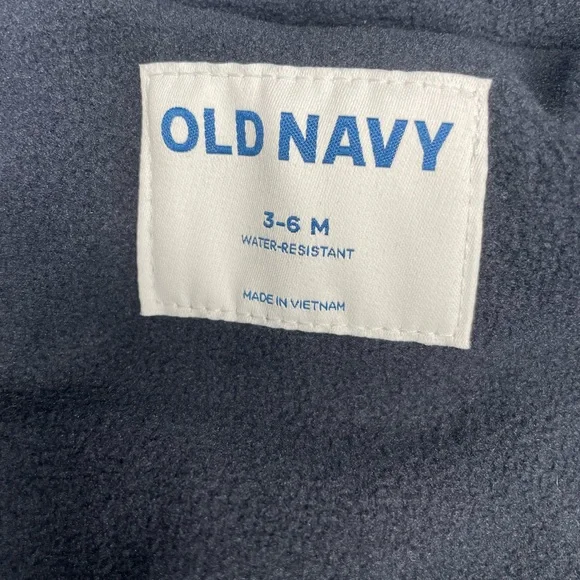 OLD NAVY
3-6 M
WATER-RESISTANT
MADE IN VIETNAM